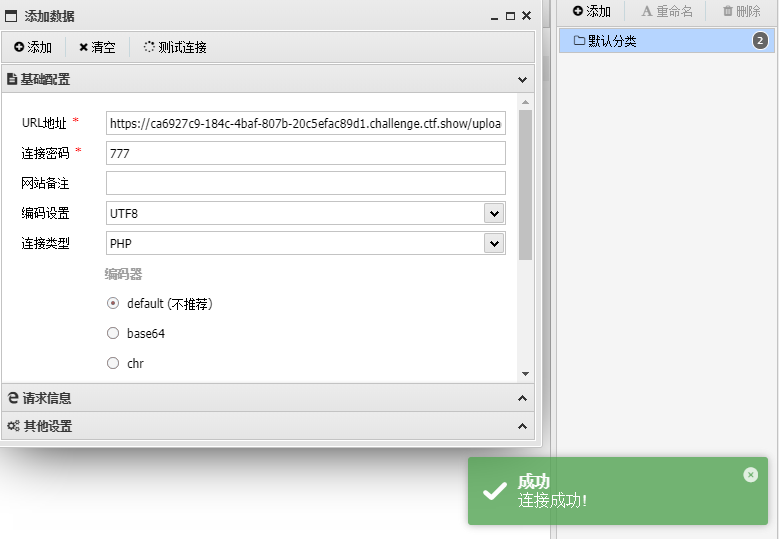 添加数据
添加 清空 测试连接
基础配置
URL地址 * https://ca6927c9-184c-4baf-807b-20c5efac89d1.challenge.ctf.show/uploa
连接密码 * 777
网站备注
编码设置 UTF8
连接类型 PHP
编码器
default (不推荐)
base64
chr
请求信息
其他设置
添加 重命名 删除
默认分类 2
成功
连接成功!